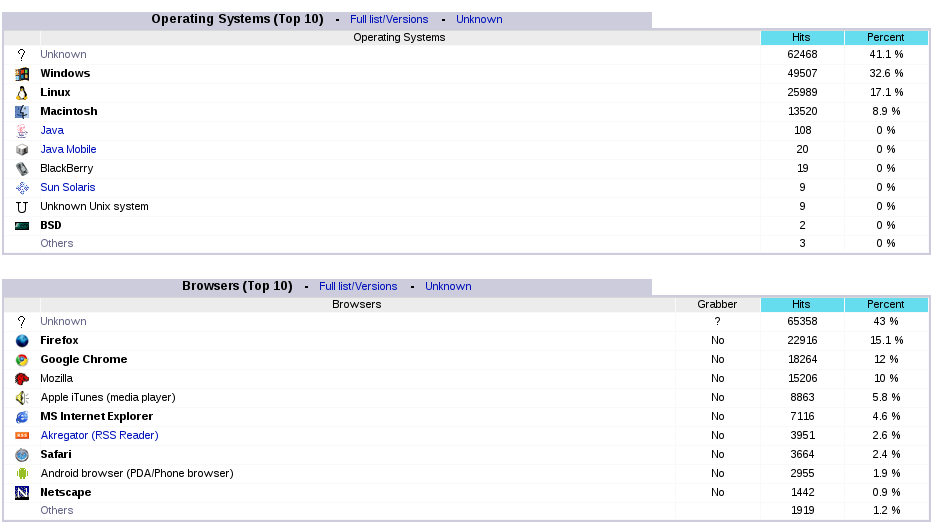 Operating Systems (Top 10) - Full list/Versions - Unknown
Operating Systems Hits Percent
? Unknown 62468 41.1 %
Windows 49507 32.6 %
Linux 25989 17.1 %
Macintosh 13520 8.9 %
Java 108 0 %
Java Mobile 20 0 %
BlackBerry 19 0 %
Sun Solaris 9 0 %
Unknown Unix system 9 0 %
BSD 2 0 %
Others 3 0 %
Browsers (Top 10) - Full list/Versions - Unknown
Browsers Grabber Hits Percent
? Unknown ? 65358 43 %
Firefox No 22916 15.1 %
Google Chrome No 18264 12 %
Mozilla No 15206 10 %
Apple iTunes (media player) No 8863 5.8 %
MS Internet Explorer No 7116 4.6 %
Akregator (RSS Reader) No 3951 2.6 %
Safari No 3664 2.4 %
Android browser (PDA/Phone browser) No 2955 1.9 %
Netscape No 1442 0.9 %
Others 1919 1.2 %